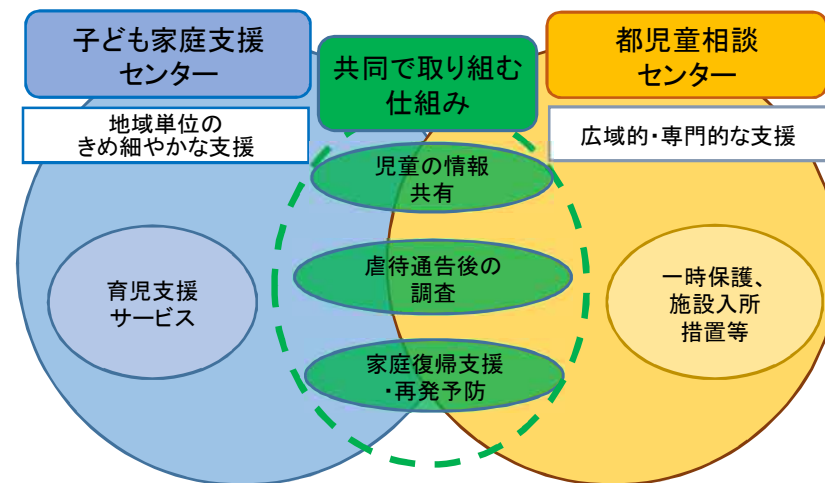 子ども家庭支援
センター
地域単位の
きめ細やかな支援
育児支援
サービス
共同で取り組む
仕組み
児童の情報
共有
虐待通告後の
調査
家庭復帰支援
・再発予防
都児童相談
センター
広域的・専門的な支援
一時保護、
施設入所
措置等